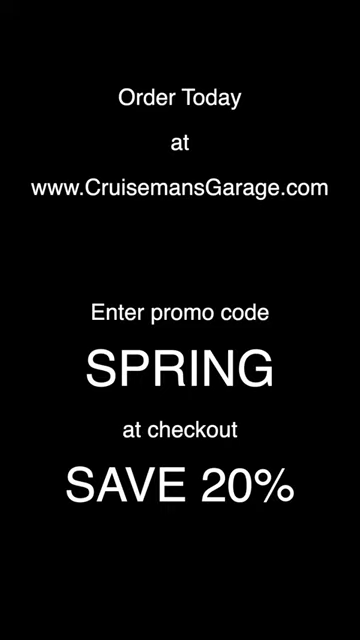 Order Today
at
www.CruisemansGarage.com
Enter promo code
SPRING
at checkout
SAVE 20%